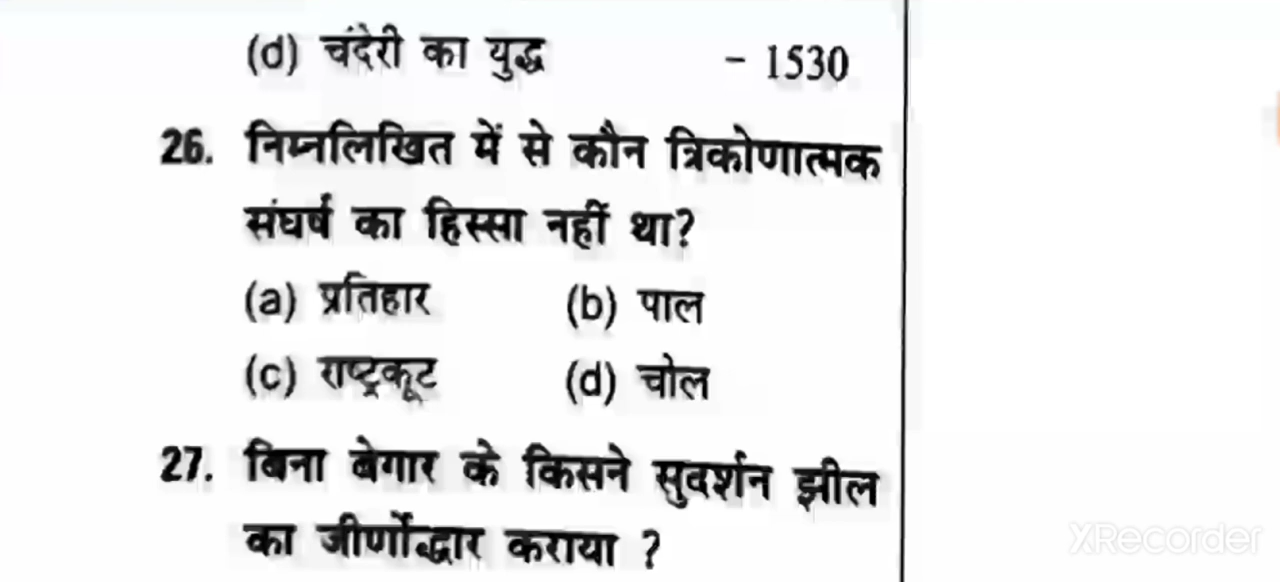 (d) चंदेरी का युद्ध - 1530
26. निम्नलिखित में से कौन त्रिकोणात्मक
संघर्ष का हिस्सा नहीं था?
(a) प्रतिहार (b) पाल
(c) राष्ट्रकूट (d) चोल
27. बिना बेगार के किसने सुदर्शन झील
का जीर्णोद्धार कराया ?
XRecorder